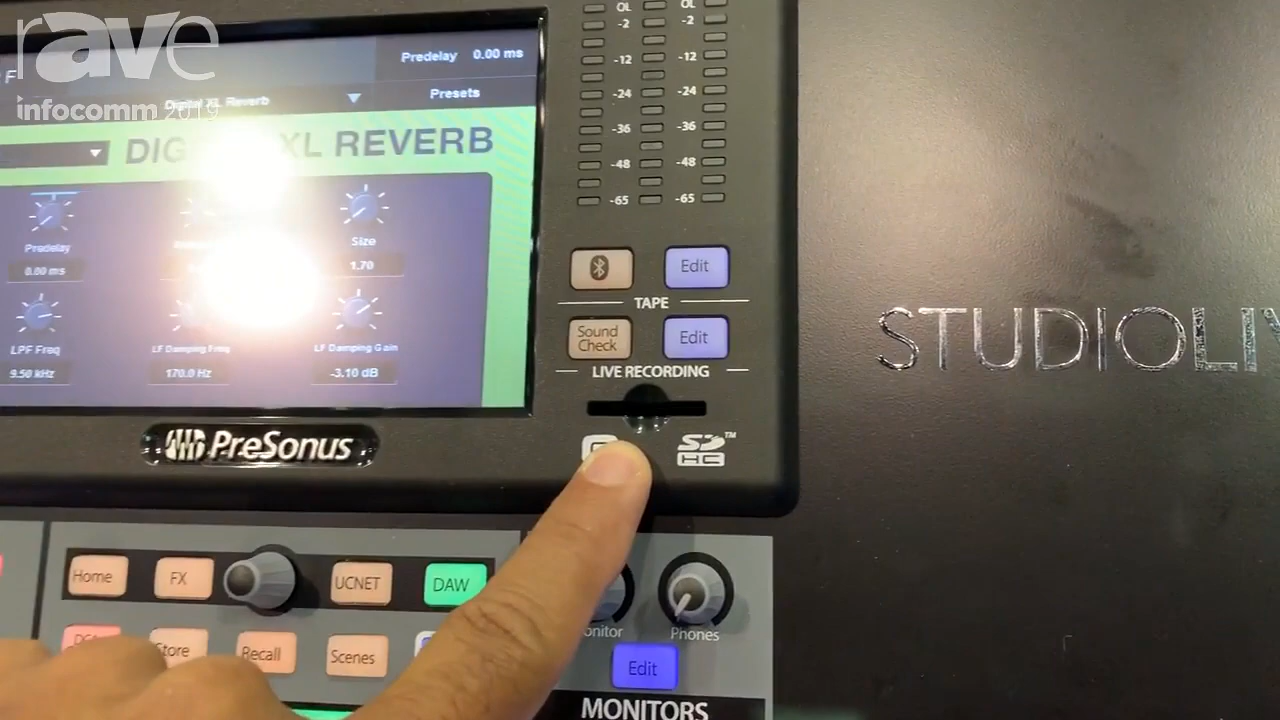 rave
infocomm 2019
Predelay 0.00 ms
Digital XL Reverb
Presets
XL REVERB
Predelay
0.00 ms
Size
1.70
LPF Freq
9.50 kHz
LF Damping Freq
170.0 Hz
LF Damping Gain
-3.10 dB
OL OL
-2 -2
-12 -12
-24 -24
-36 -36
-48 -48
-65 -65
Edit
TAPE
Sound
Check
Edit
LIVE RECORDING
SD HC ™
PreSonus
STUDIOLI
Home
FX
UCNET
DAW
Store
Recall
Scenes
Phones
Edit
MONITORS